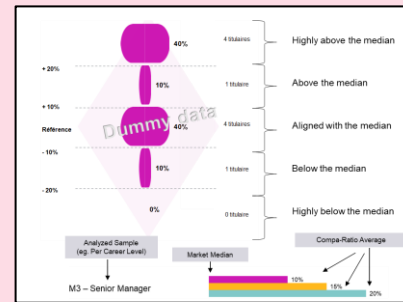 40%
4 titulaires
Highly above the median
+ 20%
10%
1 titulaire
Above the median
+ 10%
Référence
40%
4 titulaires
Aligned with the median
Dummy data
- 10%
10%
1 titulaire
Below the median
- 20%
0%
0 titulaire
Highly below the median
Analyzed Sample
(eg. Per Career Level)
Market Median
Compa-Ratio Average
M3 – Senior Manager
10%
15%
20%